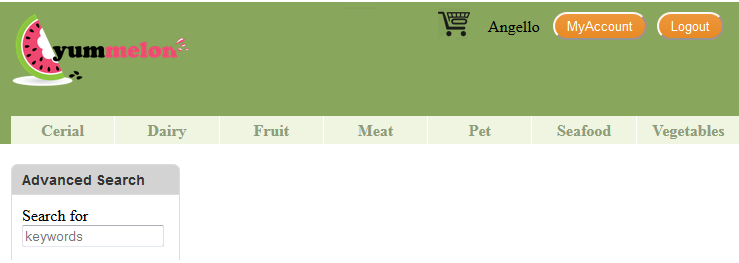 yummelon
Angello MyAccount Logout
Cerial Dairy Fruit Meat Pet Seafood Vegetables
Advanced Search
Search for
keywords